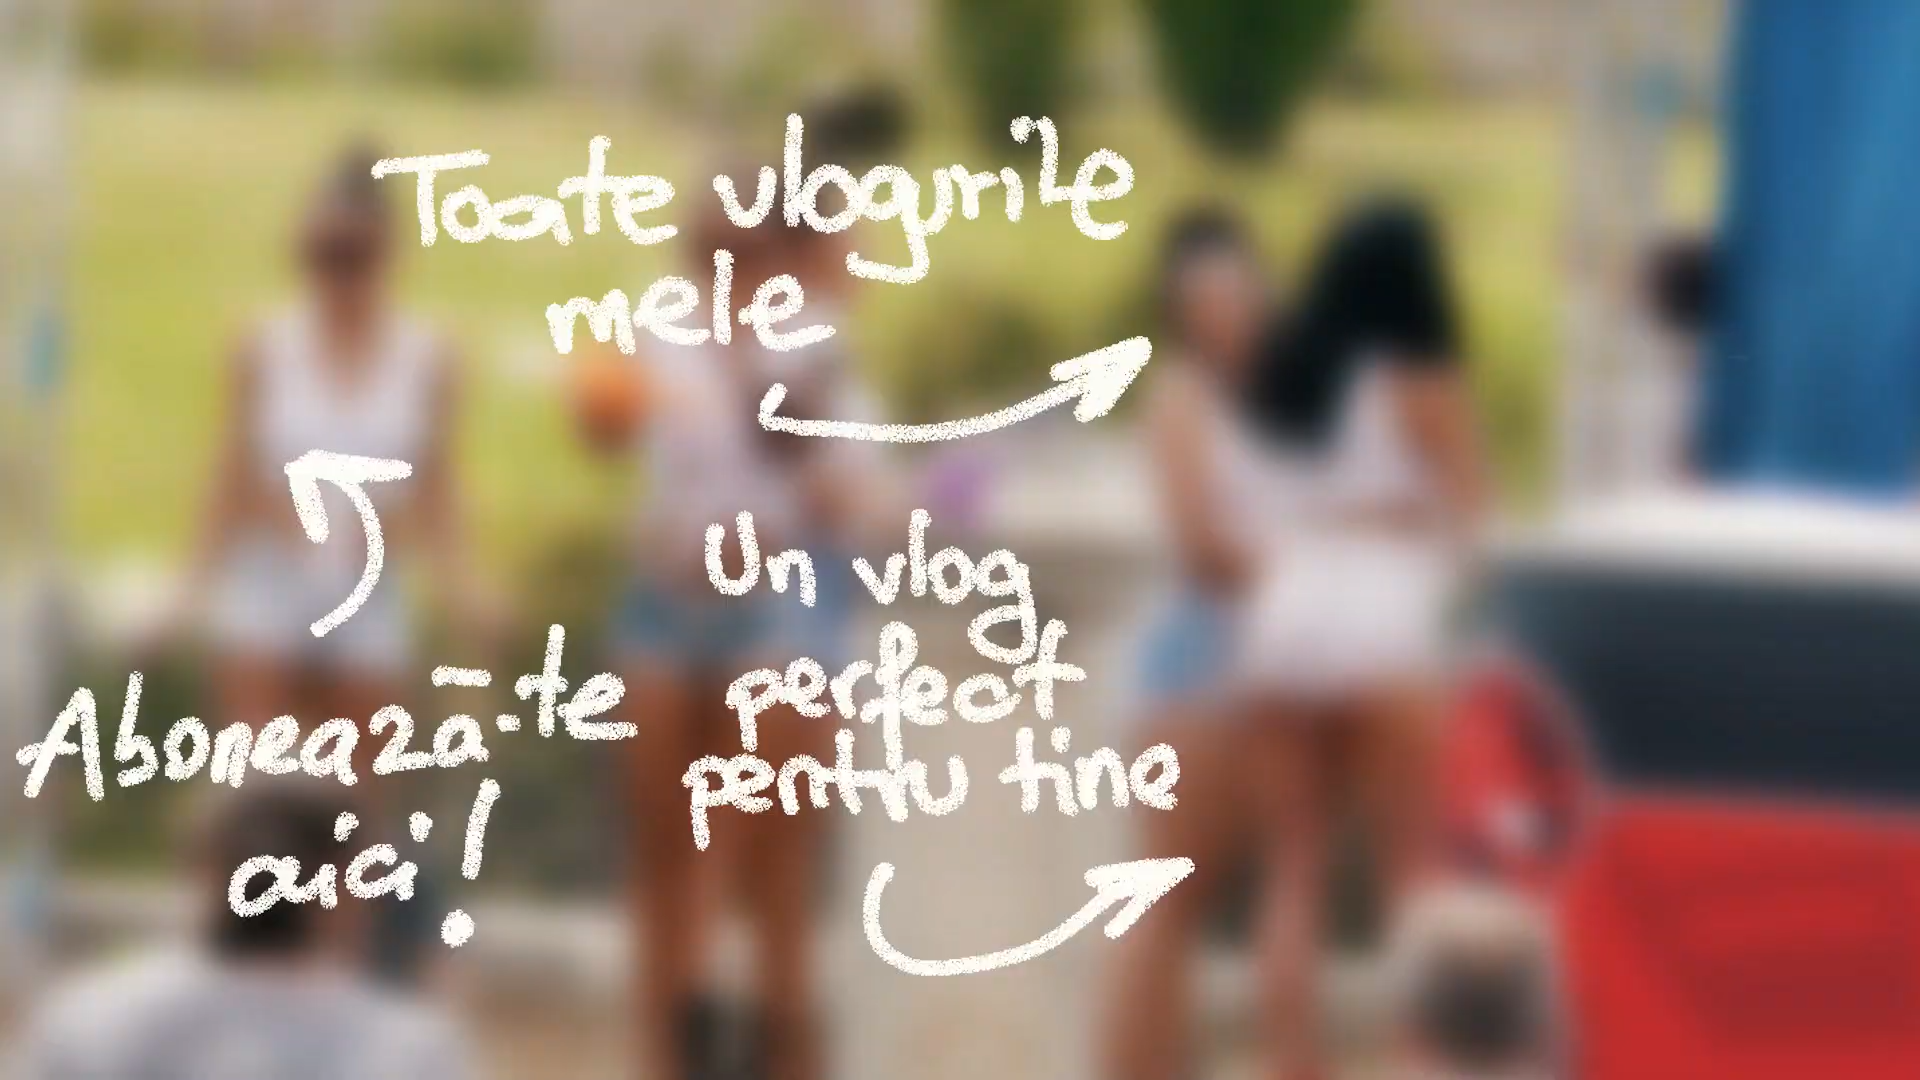 Toate vlogurile
mele
Un vlog
perfect
pentru tine
Abonează-te
aici!